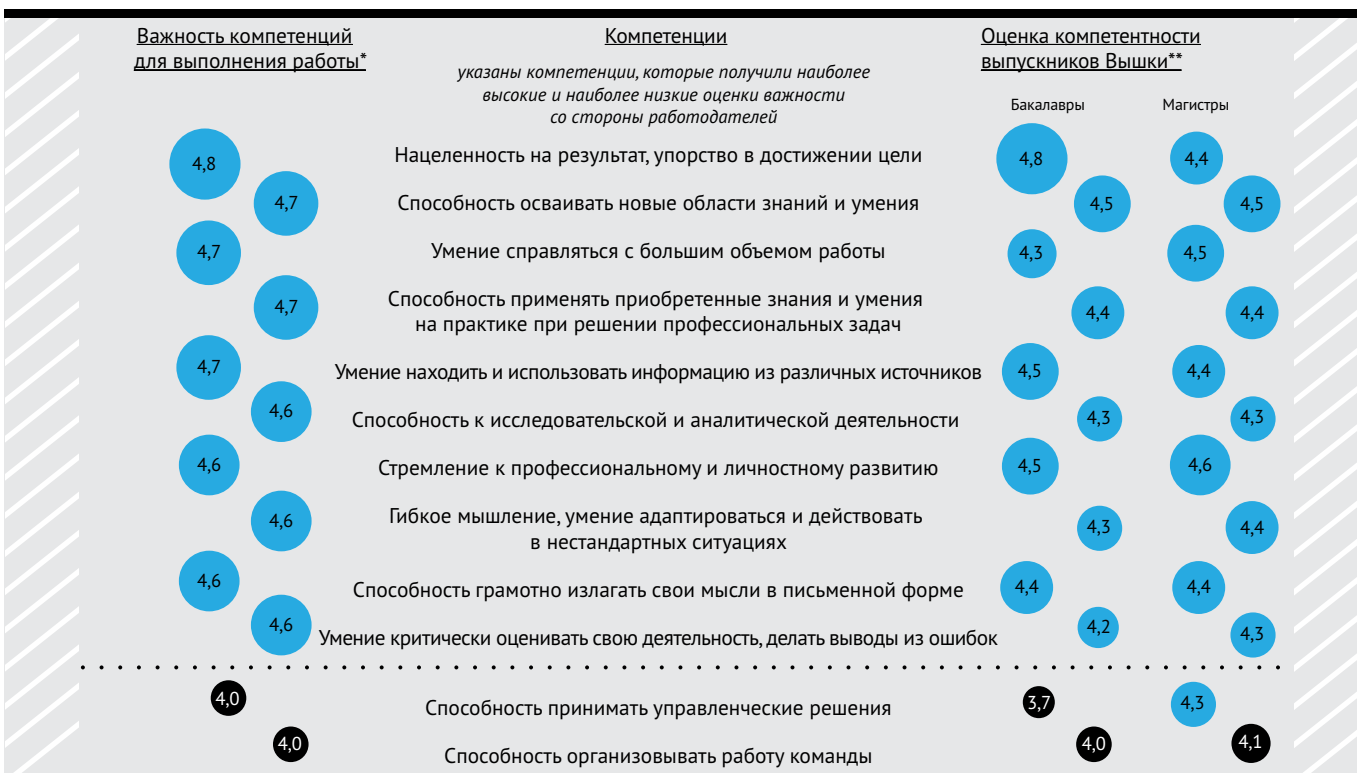 Важность компетенций
для выполнения работы*
Компетенции
указаны компетенции, которые получили наиболее
высокие и наиболее низкие оценки важности
со стороны работодателей
Оценка компетентности
выпускников Вышки**
Бакалавры Магистры
4,8 Нацеленность на результат, упорство в достижении цели 4,8 4,4
4,7 Способность осваивать новые области знаний и умения 4,5 4,5
4,7 Умение справляться с большим объемом работы 4,3 4,5
4,7 Способность применять приобретенные знания и умения
на практике при решении профессиональных задач 4,4 4,4
4,7 Умение находить и использовать информацию из различных источников 4,5 4,4
4,6 Способность к исследовательской и аналитической деятельности 4,3 4,3
4,6 Стремление к профессиональному и личностному развитию 4,5 4,6
4,6 Гибкое мышление, умение адаптироваться и действовать
в нестандартных ситуациях 4,3 4,4
4,6 Способность грамотно излагать свои мысли в письменной форме 4,4 4,4
4,6 Умение критически оценивать свою деятельность, делать выводы из ошибок 4,2 4,3
4,0 Способность принимать управленческие решения 3,7 4,3
4,0 Способность организовывать работу команды 4,0 4,1